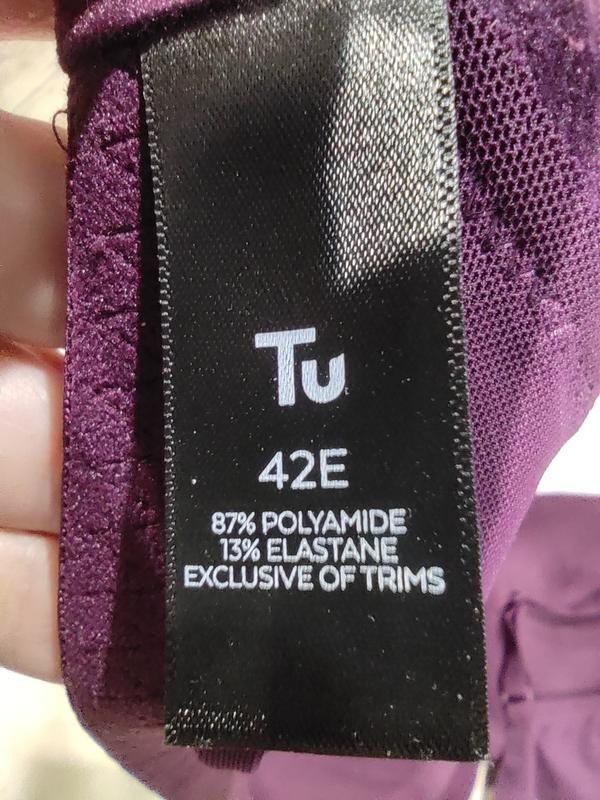 Tu
42E
87% POLYAMIDE
13% ELASTANE
EXCLUSIVE OF TRIMS